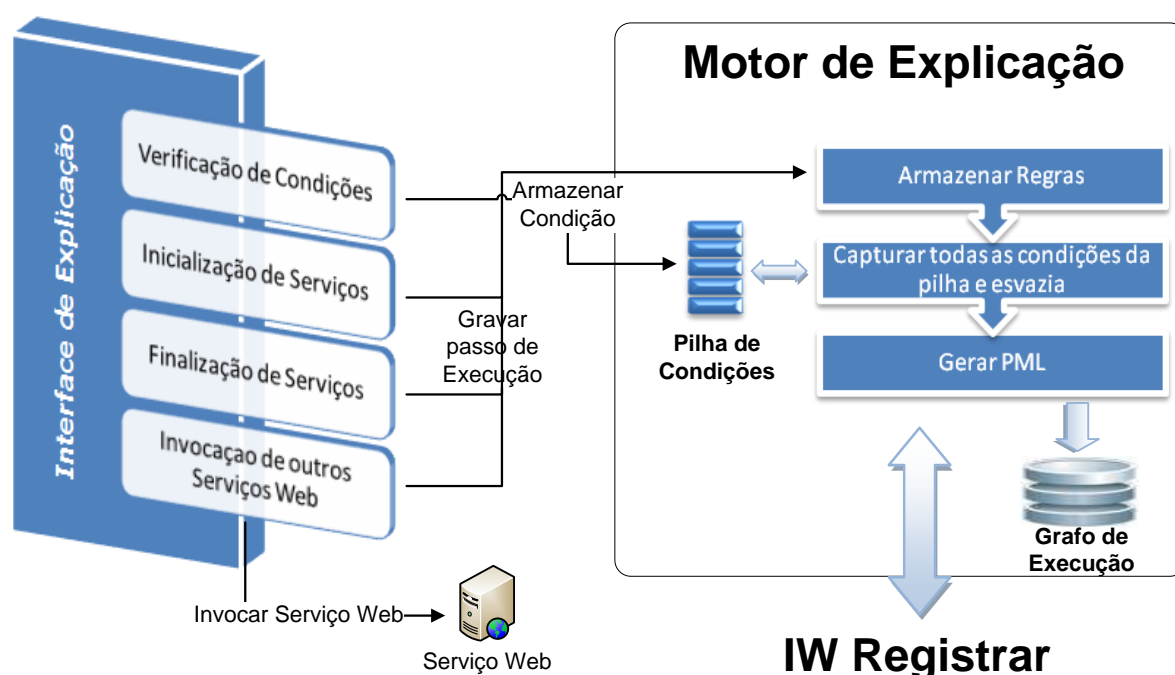 Interface de Explicação
Verificação de Condições
Inicialização de Serviços
Finalização de Serviços
Invocaçao de outros
Serviços Web
Armazenar
Condição
Gravar
passo de
Execução
Invocar Serviço Web
Serviço Web
Motor de Explicação
Armazenar Regras
Capturar todas as condições da
pilha e esvazia
Gerar PML
Pilha de
Condições
Grafo de
Execução
IW Registrar